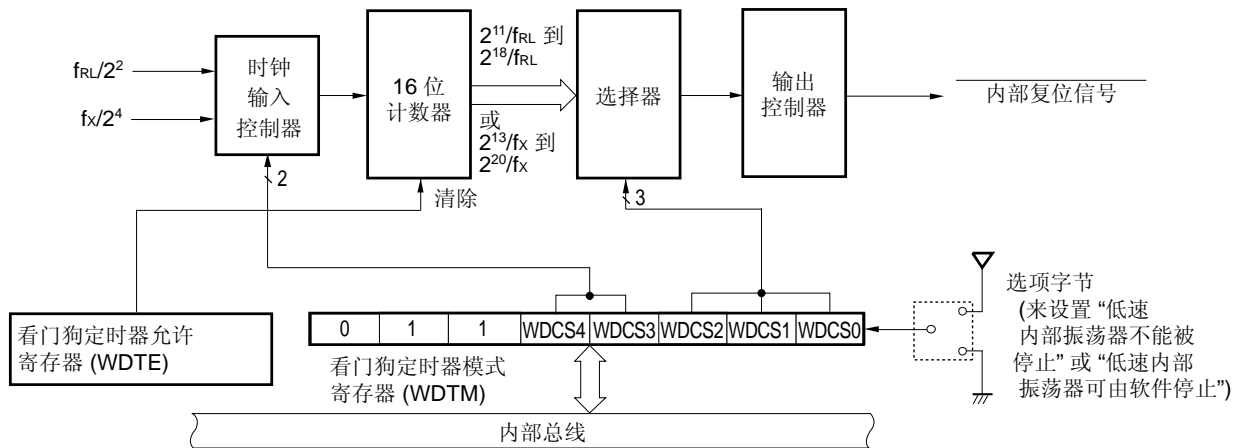 fRL/2²
fX/2⁴
时钟
输入
控制器
2
16 位
计数器
清除
2¹¹/fRL 到
2¹⁸/fRL
或
2¹³/fX 到
2²⁰/fX
选择器
3
输出
控制器
内部复位信号
看门狗定时器允许
寄存器 (WDTE)
0 1 1 WDCS4 WDCS3 WDCS2 WDCS1 WDCS0
看门狗定时器模式
寄存器 (WDTM)
选项字节
(来设置 “低速
内部振荡器不能被
停止” 或 “低速内部
振荡器可由软件停止”)
内部总线